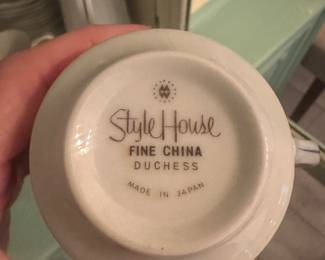 Style House
FINE CHINA
DUCHESS
MADE IN JAPAN